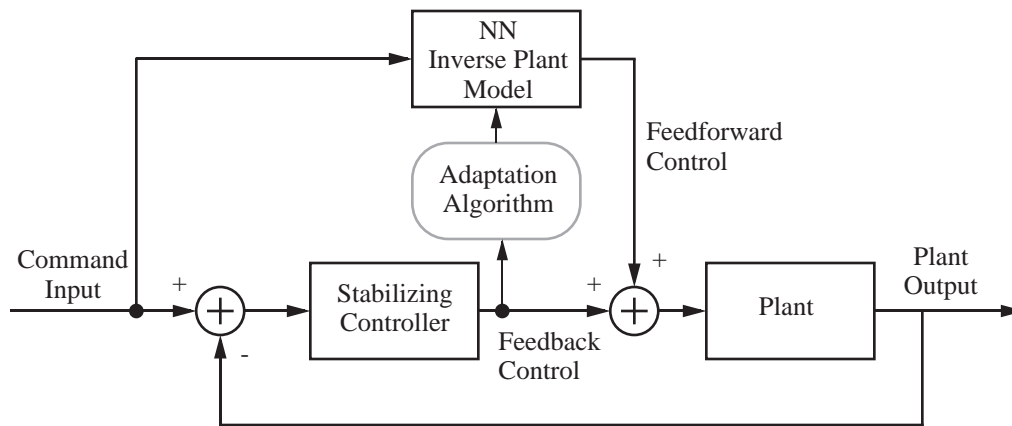 NN
Inverse Plant
Model
Feedforward
Control
Adaptation
Algorithm
Command
Input
+
+
Stabilizing
Controller
+
+
+
Plant
Plant
Output
-
Feedback
Control